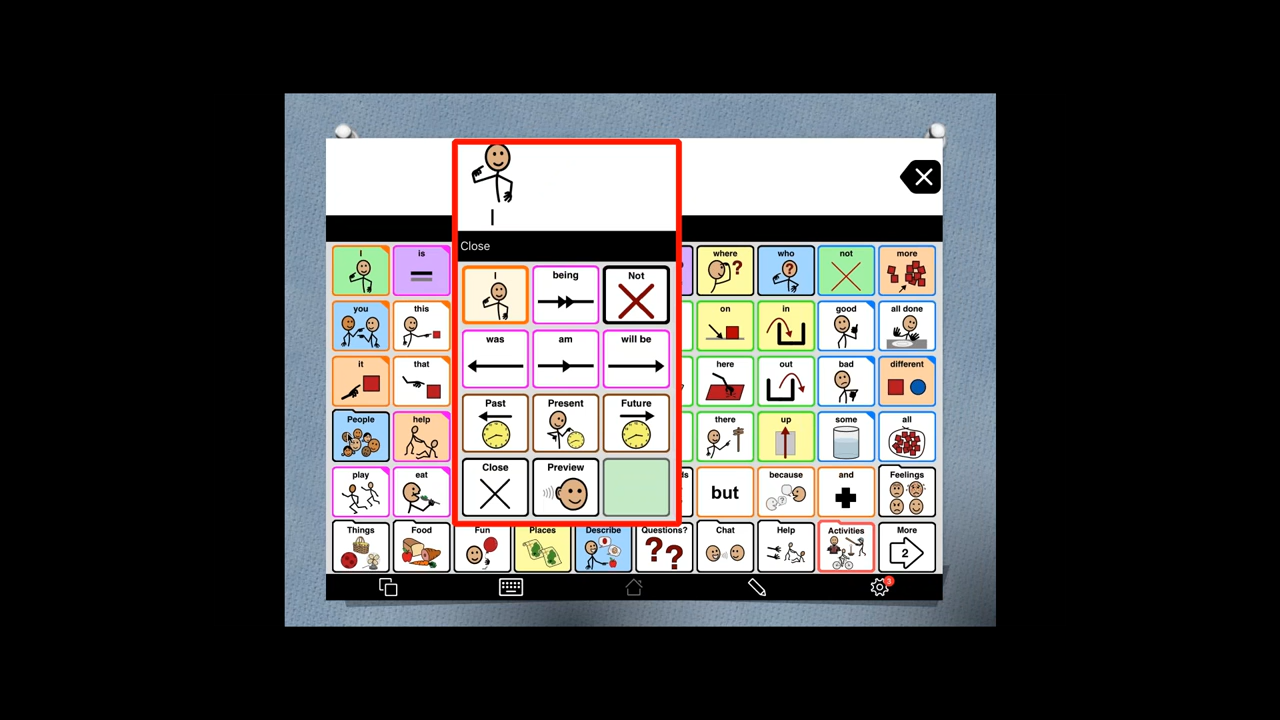 I
Close
I being Not
was am will be
Past Present Future
Close Preview
I is where who not more
you this on in good all done
it that here out bad different
People help there up some all
play eat but because and Feelings
Things Food Fun Places Describe Questions? Chat Help Activities More
2
3